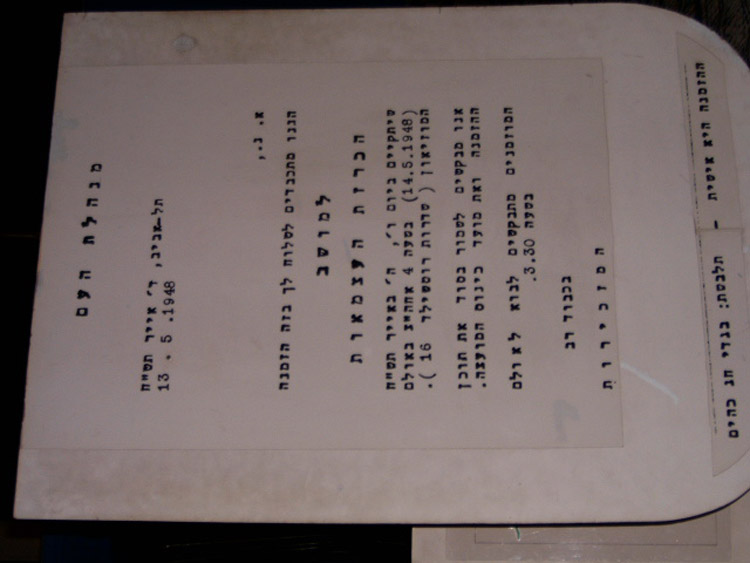 מנהלת העם
תל-אביב, ד׳ אייר תש״ח
13 . 5 .1948
א. נ.,
הננו מתכבדים לשלוח לך בזה הזמנה
למושב
הכרזת העצמאות
שיתקיים ביום ו׳, ה׳ באייר תש״ח
(14.5.1948) בשעה 4 אחה״צ באולם
המוזיאון ( שדרות רוטשילד 16 ).
אנו מבקשים לשמור בסוד את תוכן
ההזמנה ואת מועד כינוס המועצה.
המוזמנים מתבקשים לבוא לאולם
בשעה 3.30.
בכבוד רב
המזכירות
ההזמנה היא אישית - תלבשת: בגדי חג כהים